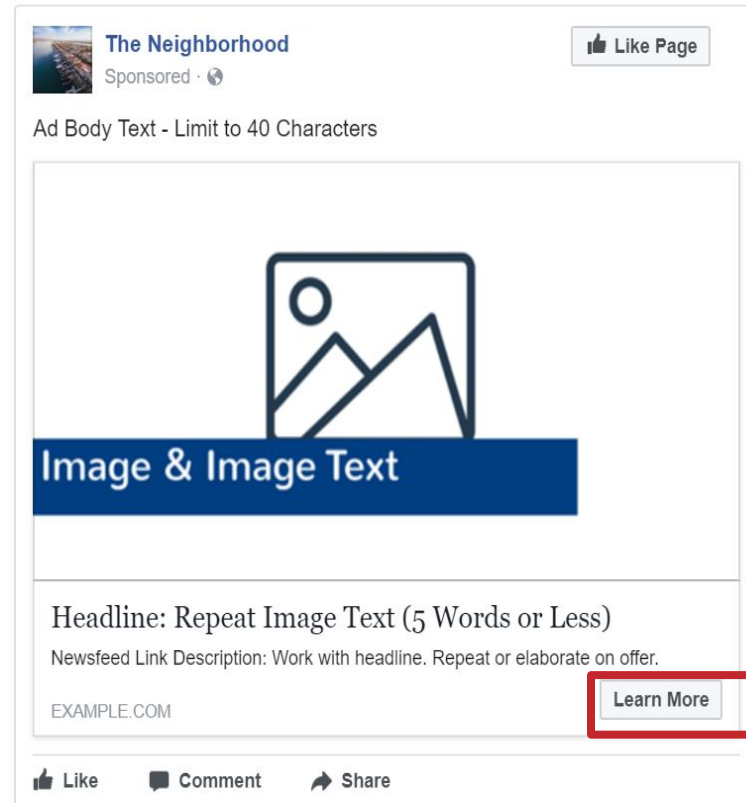 The Neighborhood
Like Page
Sponsored ·
Ad Body Text - Limit to 40 Characters
Image & Image Text
Headline: Repeat Image Text (5 Words or Less)
Newsfeed Link Description: Work with headline. Repeat or elaborate on offer.
EXAMPLE.COM
Learn More
Like Comment Share